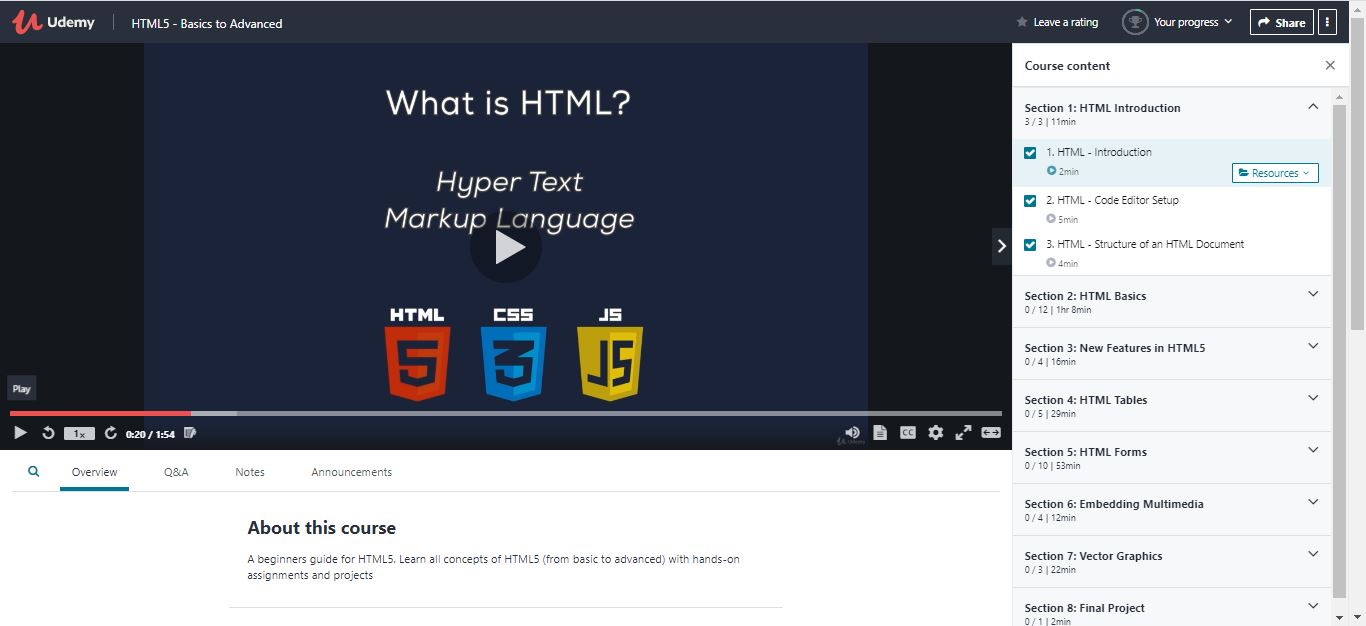 Udemy
HTML5 - Basics to Advanced
Leave a rating
Your progress
Share
What is HTML?
Hyper Text
Markup Language
HTML CSS JS
5 3 JS
Play
1x
0:20 / 1:54
CC
Udemy
Overview Q&A Notes Announcements
About this course
A beginners guide for HTML5. Learn all concepts of HTML5 (from basic to advanced) with hands-on
assignments and projects
Course content
Section 1: HTML Introduction
3 / 3 | 11min
1. HTML - Introduction
2min
Resources
2. HTML - Code Editor Setup
5min
3. HTML - Structure of an HTML Document
4min
Section 2: HTML Basics
0 / 12 | 1hr 8min
Section 3: New Features in HTML5
0 / 4 | 16min
Section 4: HTML Tables
0 / 5 | 29min
Section 5: HTML Forms
0 / 10 | 53min
Section 6: Embedding Multimedia
0 / 4 | 12min
Section 7: Vector Graphics
0 / 3 | 22min
Section 8: Final Project
0 / 1 | 2min